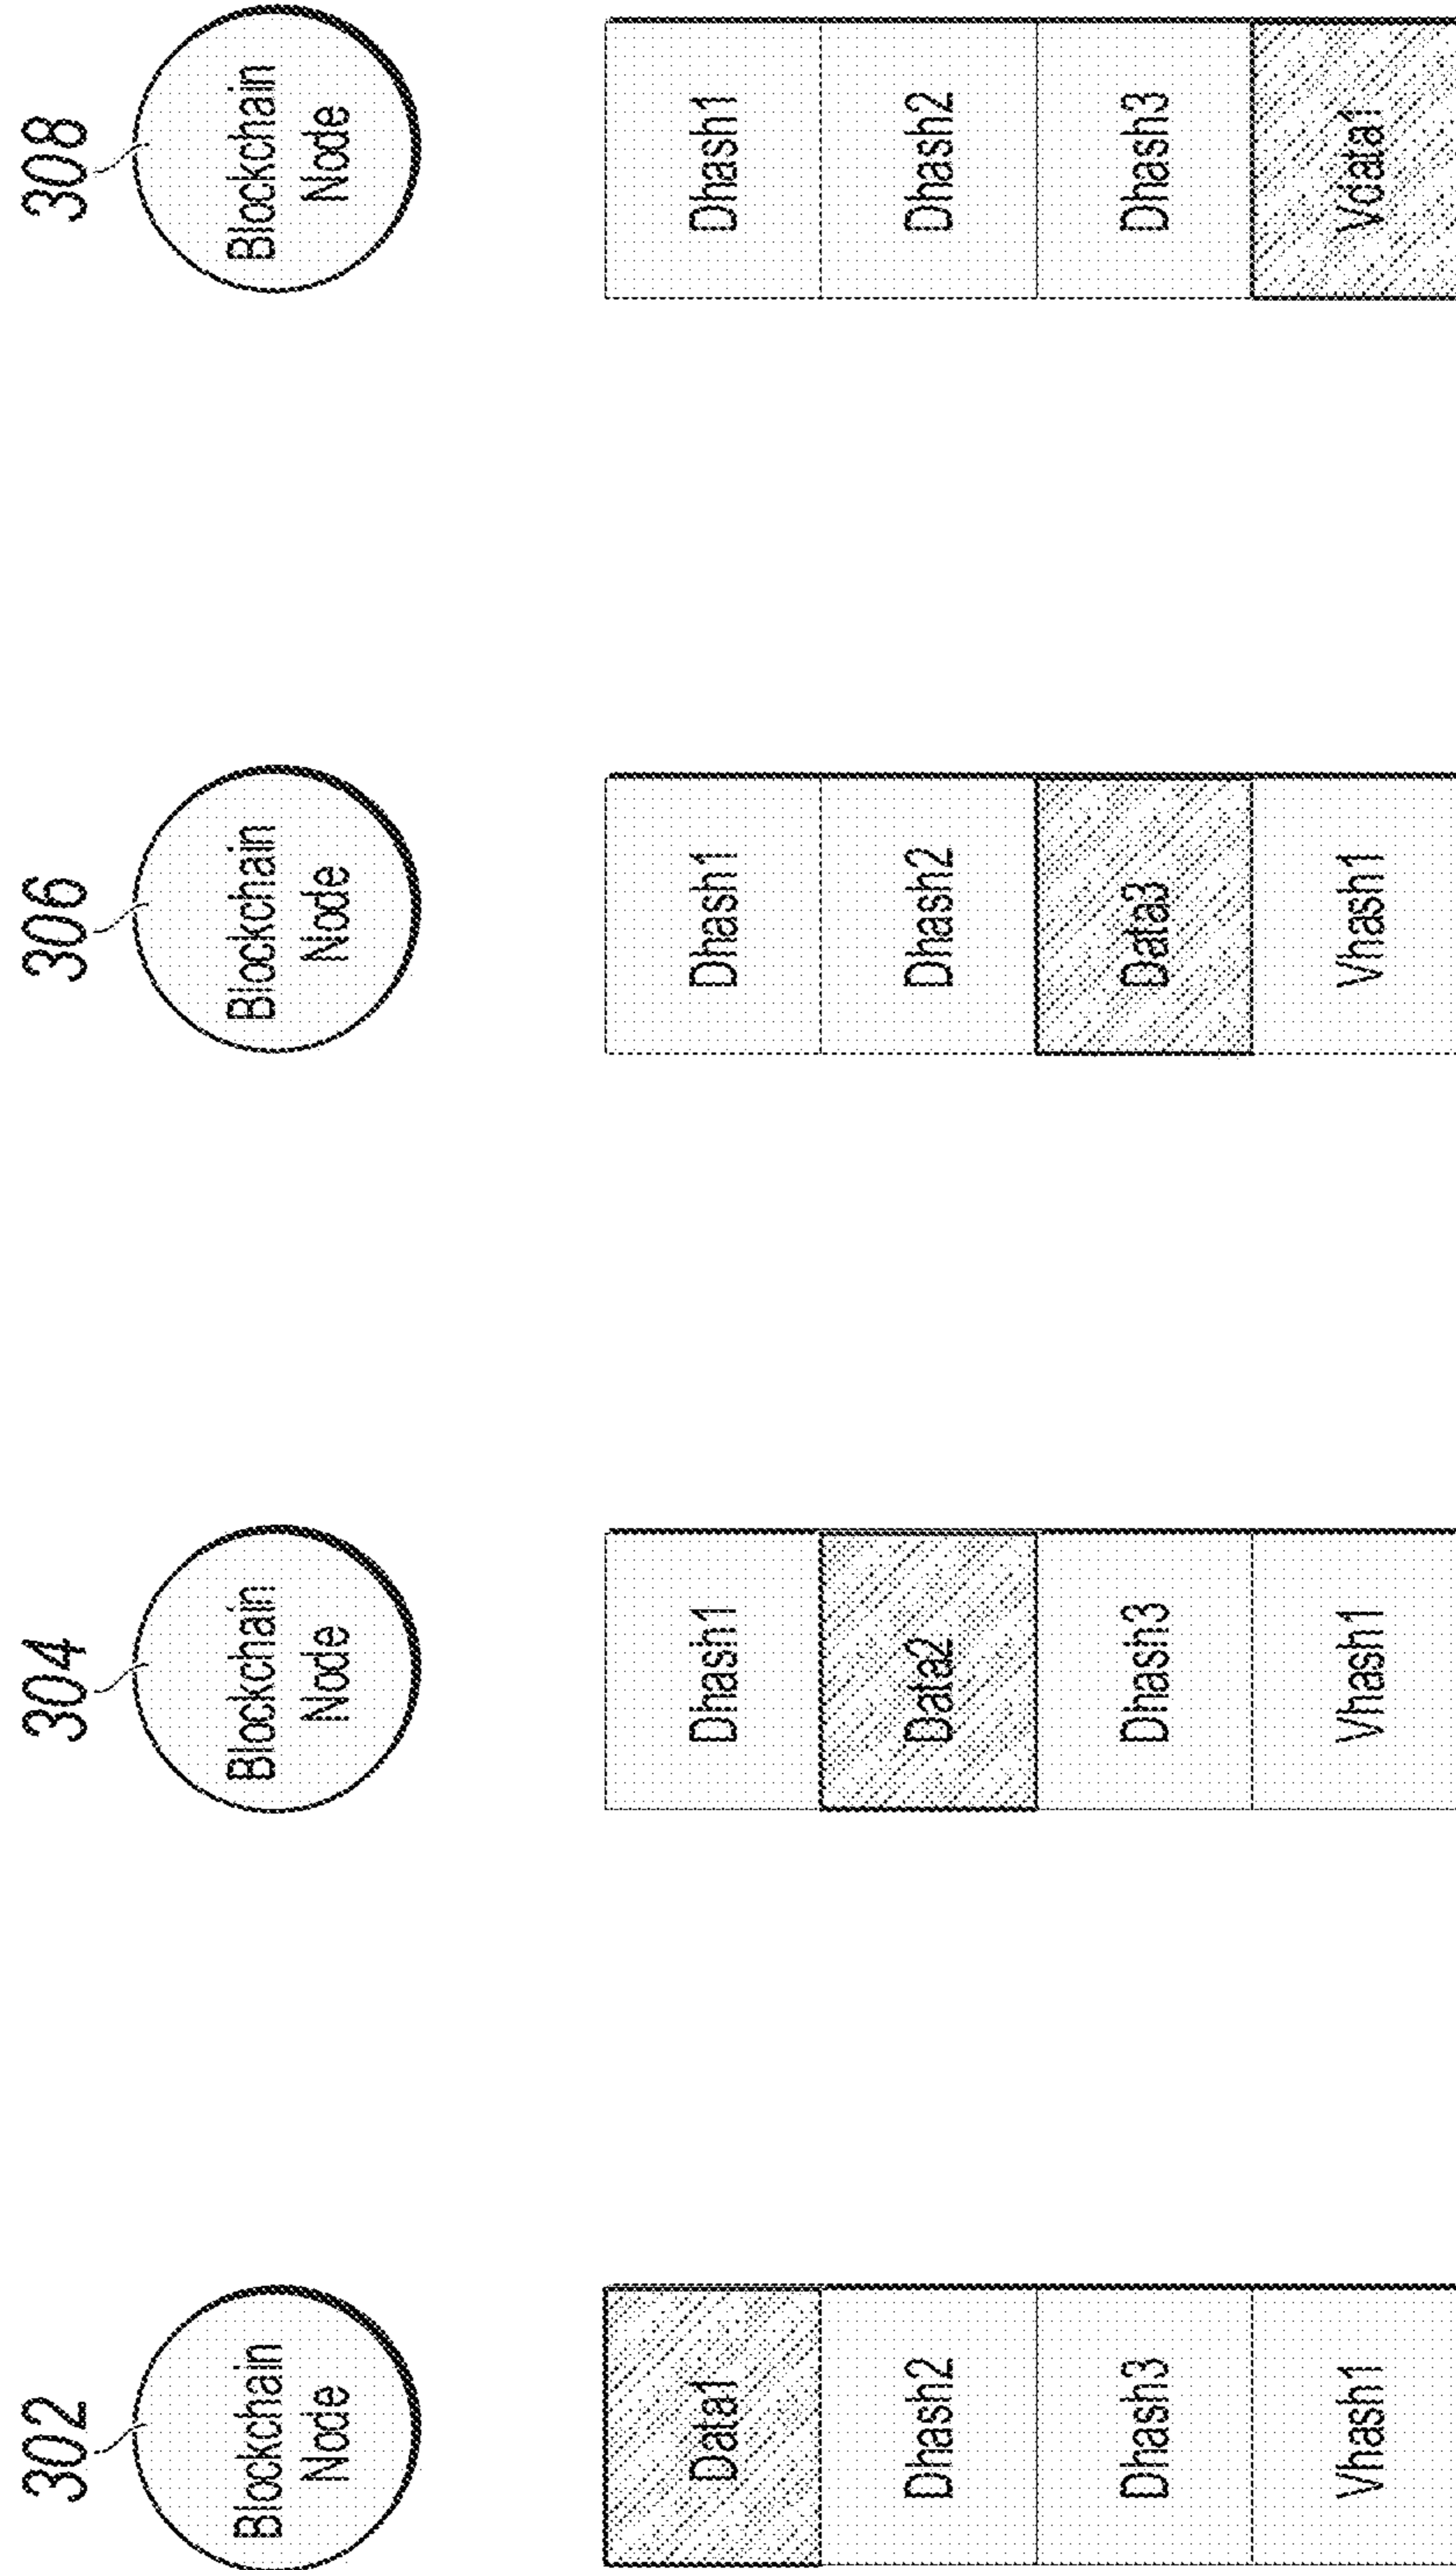 302
Blockchain
Node
Data1
Dhash2
Dhash3
Vhash1
304
Blockchain
Node
Dhash1
Data2
Dhash3
Vhash1
306
Blockchain
Node
Dhash1
Dhash2
Data3
Vhash1
308
Blockchain
Node
Dhash1
Dhash2
Dhash3
Vdata1